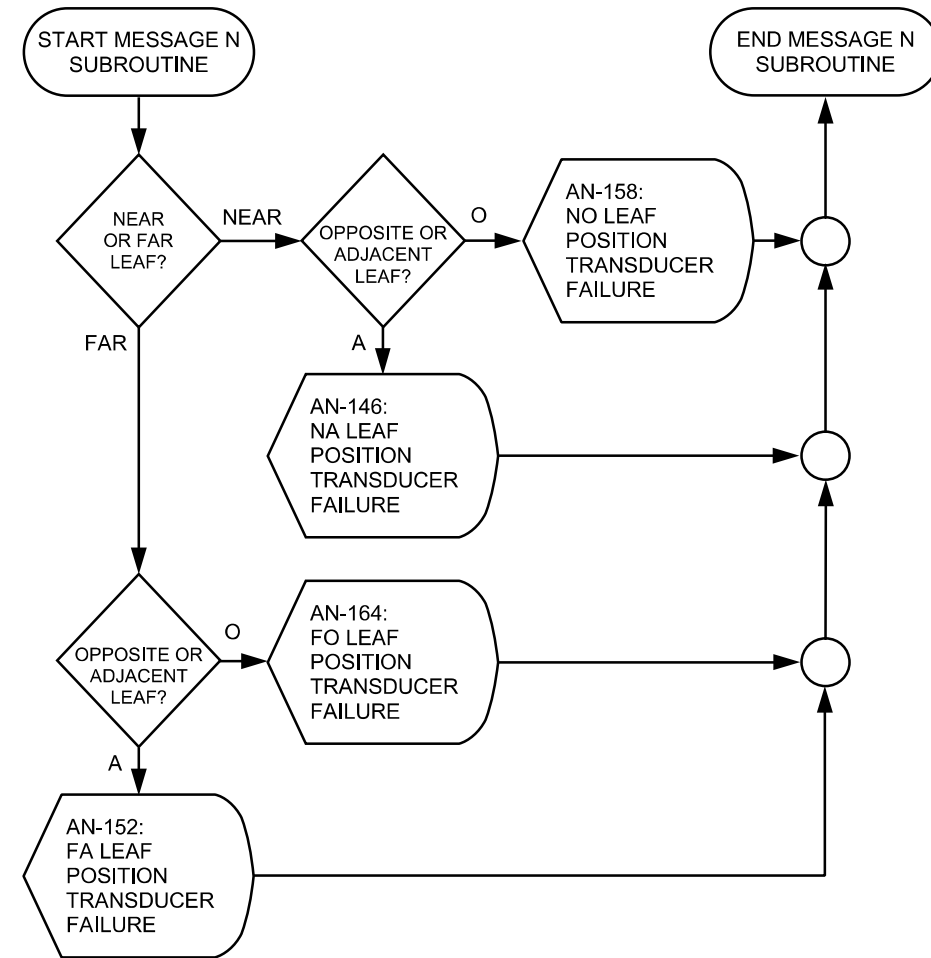 START MESSAGE N
SUBROUTINE
END MESSAGE N
SUBROUTINE
NEAR
OR FAR
LEAF?
NEAR
OPPOSITE OR
ADJACENT
LEAF?
O
AN-158:
NO LEAF
POSITION
TRANSDUCER
FAILURE
FAR
A
AN-146:
NA LEAF
POSITION
TRANSDUCER
FAILURE
OPPOSITE OR
ADJACENT
LEAF?
O
AN-164:
FO LEAF
POSITION
TRANSDUCER
FAILURE
A
AN-152:
FA LEAF
POSITION
TRANSDUCER
FAILURE